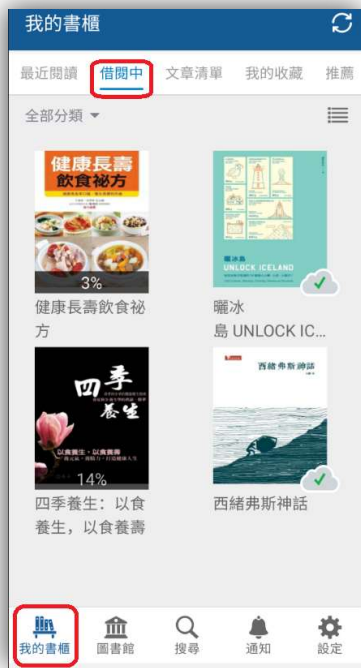 我的書櫃
最近閱讀 借閱中 文章清單 我的收藏 推薦
全部分類
健康長壽
飲食祕方
3%
健康長壽飲食祕
方
曬冰島
UNLOCK ICELAND
曬冰
島 UNLOCK IC...
四季
養生
以食養生，以食養壽
14%
四季養生：以食
養生，以食養壽
西緒弗斯神話
西緒弗斯神話
我的書櫃 圖書館 搜尋 通知 設定